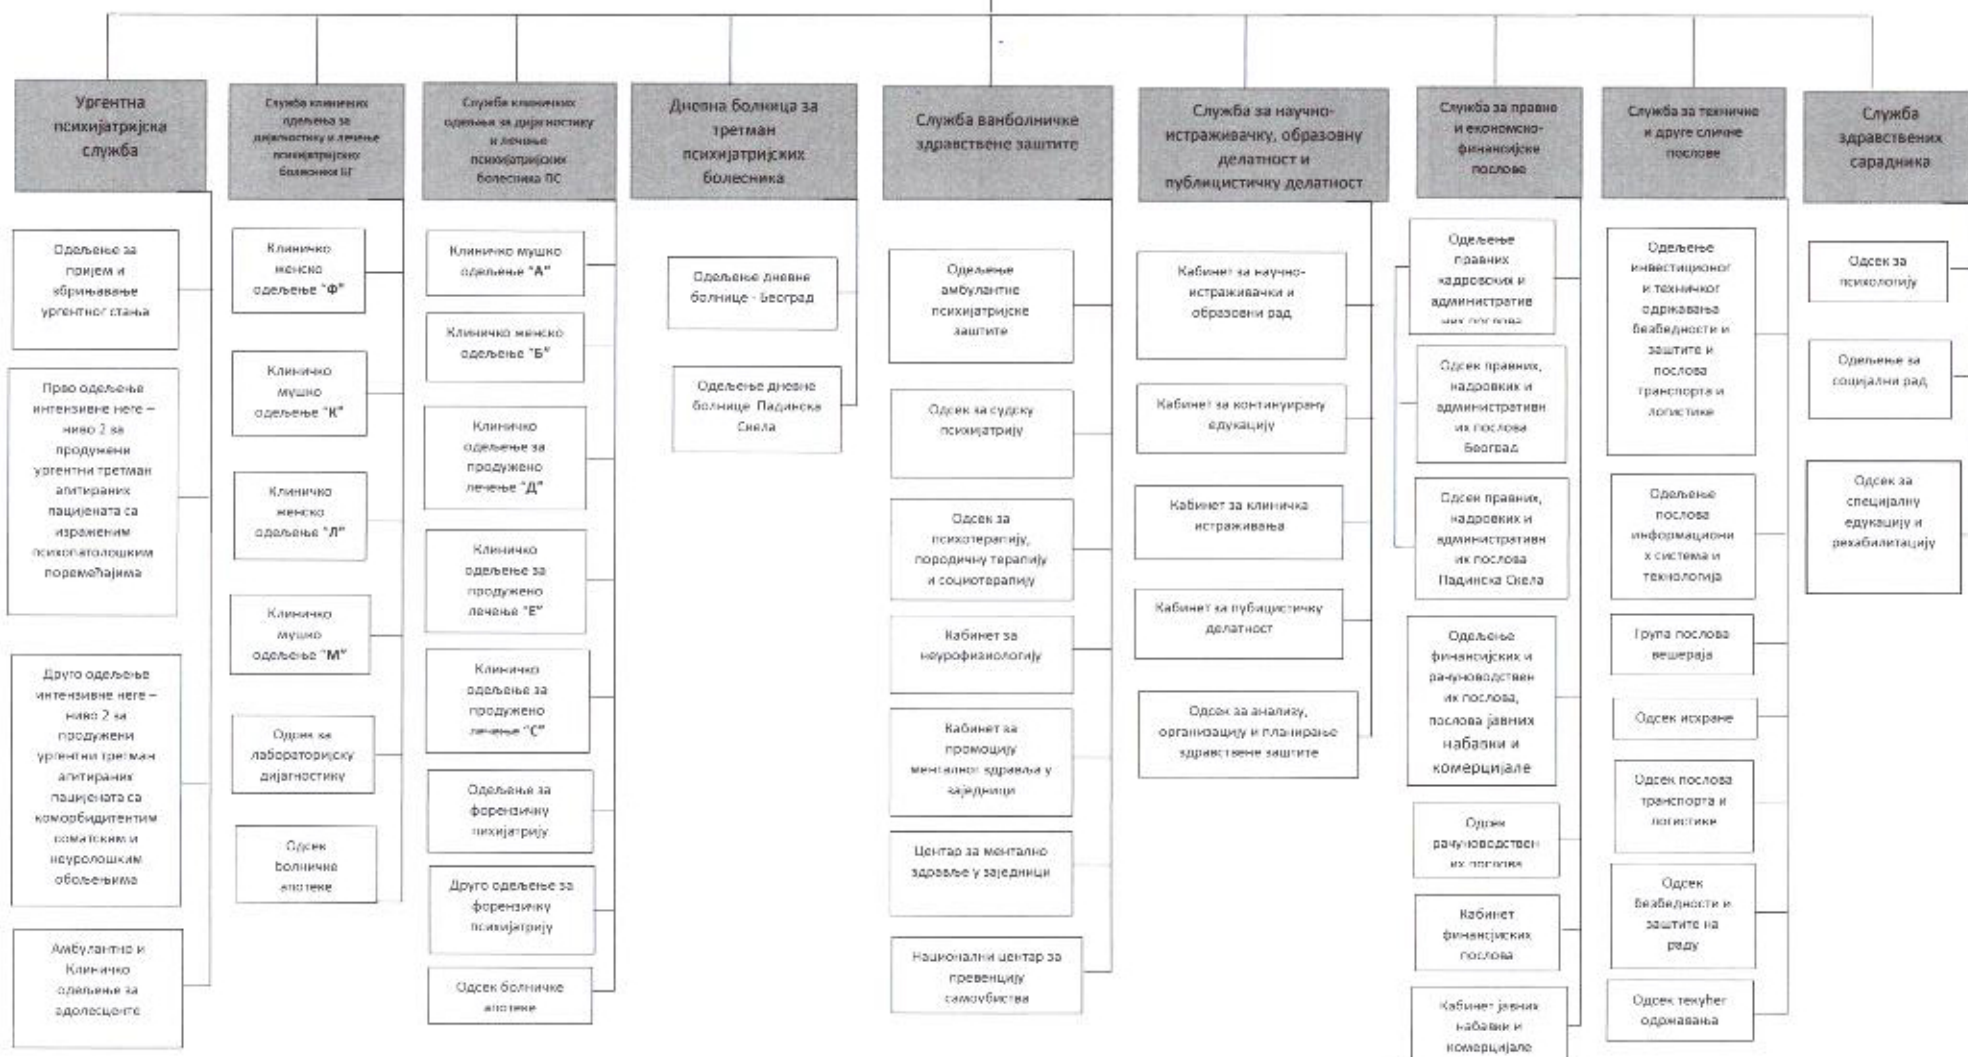 Ургентна
психијатријска
служба
Одељење за
пријем и
збрињавање
ургентног стања
Прво одељење
интензивне неге –
ниво 2 за
продужени
ургентни третман
агитираних
пацијената са
израженим
психопатолошким
поремећајима
Друго одељење
интензивне неге –
ниво 2 за
продужени
ургентни третман
агитираних
пацијената са
коморбидитентим
соматским и
неуролошким
обољењима
Амбулантно и
Клиничко
одељење за
адолесценте
Служба клиничких
одељења за
дијагностику и лечење
психијатријских
болесника БГ
Клиничко
женско
одељење "Ф"
Клиничко
мушко
одељење "К"
Клиничко
женско
одељење "Л"
Клиничко
мушко
одељење "М"
Одсек за
лабораторијску
дијагностику
Одсек
болничке
апотеке
Служба клиничких
одељења за дијагностику
и лечење
психијатријских
болесника ПС
Клиничко мушко
одељење "А"
Клиничко женско
одељење "Б"
Клиничко
одељење за
продужено
лечење "Д"
Клиничко
одељење за
продужено
лечење "Е"
Клиничко
одељење за
продужено
лечење "С"
Одељење за
форензичку
пихијатрију
Друго одељење за
форензичку
психијатрију
Одсек болничке
апотеке
Дневна болница за
третман
психијатријских
болесника
Одељење дневне
болнице - Београд
Одељење дневне
болнице Падинска
Скела
Служба ванболничке
здравствене заштите
Одељење
амбулантне
психијатријске
заштите
Одсек за судску
психијатрију
Одсек за
психотерапију,
породичну терапију
и социотерапију
Кабинет за
неурофизиологију
Кабинет за
промоцију
менталног здравља у
заједници
Центар за ментално
здравље у заједници
Национални центар за
превенцију
самоубиства
Служба за научно-
истраживачку, образовну
делатност и
публицистичку делатност
Кабинет за научно-
истраживачки и
образовни рад
Кабинет за континуирану
едукацију
Кабинет за клиничка
истраживања
Кабинет за пубицистичку
делатност
Одсек за анализу,
организацију и планирање
здравствене заштите
Служба за правно
и економско-
финансијске
послове
Одељење
правних
кадровских и
административ
них послова
Одсек правних,
кадровких и
административн
их послова
Београд
Одсек правних,
кадровких и
административн
их послова
Падинска Скела
Одељење
финансијских и
рачуноводствен
их послова,
послова јавних
набавки и
комерцијале
Одсек
рачуноводствен
их послова
Кабинет
финансјиских
послова
Кабинет јавних
набавки и
комерцијале
Служба за техничке
и друге сличне
послове
Одељење
инвестиционог
и техничког
одржавања
безбедности и
заштите и
послова
транспорта и
логистике
Одељење
послова
информациони
х система и
технологија
Група послова
вешераја
Одсек исхране
Одсек послова
транспорта и
логистике
Одсек
безбедности и
заштите на
раду
Одсек текућег
одржавања
Служба
здравствених
сарадника
Одсек за
психологију
Одељење за
социјални рад
Одсек за
специјалну
едукацију и
рехабилитацију